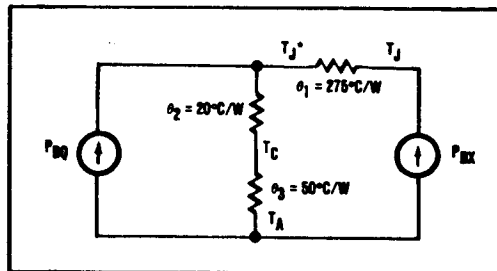 T_J* T_J
θ₁ = 275°C/W
θ₂ = 20°C/W
P_DQ T_C P_DX
θ₃ = 50°C/W
T_A